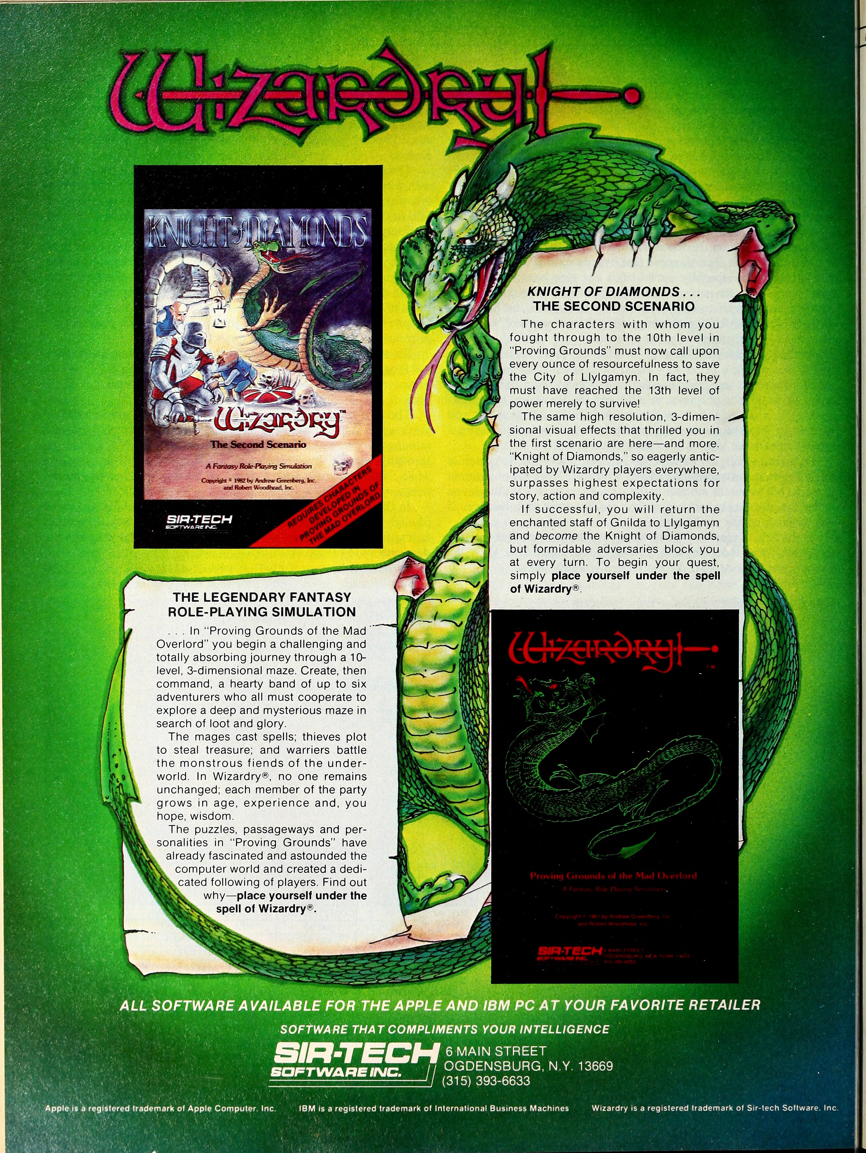 Wizardry
KNIGHT OF DIAMONDS
Wizardry™
The Second Scenario
A Fantasy Role-Playing Simulation
Copyright © 1982 by Andrew Greenberg, Inc.
and Robert Woodhead, Inc.
SIR-TECH
SOFTWARE INC.
REQUIRES CHARACTERS
DEVELOPED IN
PROVING GROUNDS OF
THE MAD OVERLORD
KNIGHT OF DIAMONDS . . .
THE SECOND SCENARIO
The characters with whom you
fought through to the 10th level in
"Proving Grounds" must now call upon
every ounce of resourcefulness to save
the City of Llylgamyn. In fact, they
must have reached the 13th level of
power merely to survive!
The same high resolution, 3-dimen-
sional visual effects that thrilled you in
the first scenario are here—and more.
"Knight of Diamonds," so eagerly antic-
ipated by Wizardry players everywhere,
surpasses highest expectations for
story, action and complexity.
If successful, you will return the
enchanted staff of Gnilda to Llylgamyn
and become the Knight of Diamonds,
but formidable adversaries block you
at every turn. To begin your quest,
simply place yourself under the spell
of Wizardry®.
THE LEGENDARY FANTASY
ROLE-PLAYING SIMULATION
. . . In "Proving Grounds of the Mad
Overlord" you begin a challenging and
totally absorbing journey through a 10-
level, 3-dimensional maze. Create, then
command, a hearty band of up to six
adventurers who all must cooperate to
explore a deep and mysterious maze in
search of loot and glory.
The mages cast spells; thieves plot
to steal treasure; and warriers battle
the monstrous fiends of the under-
world. In Wizardry®, no one remains
unchanged; each member of the party
grows in age, experience and, you
hope, wisdom.
The puzzles, passageways and per-
sonalities in "Proving Grounds" have
already fascinated and astounded the
computer world and created a dedi-
cated following of players. Find out
why—place yourself under the
spell of Wizardry®.
Wizardry
Proving Grounds of the Mad Overlord
A Fantasy Role-Playing Simulation
Copyright © 1981 by Andrew Greenberg, Inc.
and Robert Woodhead, Inc.
SIR-TECH
SOFTWARE INC.
ALL SOFTWARE AVAILABLE FOR THE APPLE AND IBM PC AT YOUR FAVORITE RETAILER
SOFTWARE THAT COMPLIMENTS YOUR INTELLIGENCE
SIR-TECH
SOFTWARE INC.
6 MAIN STREET
OGDENSBURG, N.Y. 13669
(315) 393-6633
Apple is a registered trademark of Apple Computer. Inc. IBM is a registered trademark of International Business Machines Wizardry is a registered trademark of Sir-tech Software. Inc.